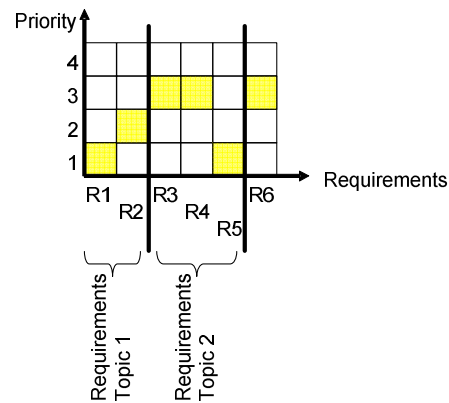 Priority
4
3
2
1
Requirements
R1
R2
R3
R4
R5
R6
Requirements
Topic 1
Requirements
Topic 2